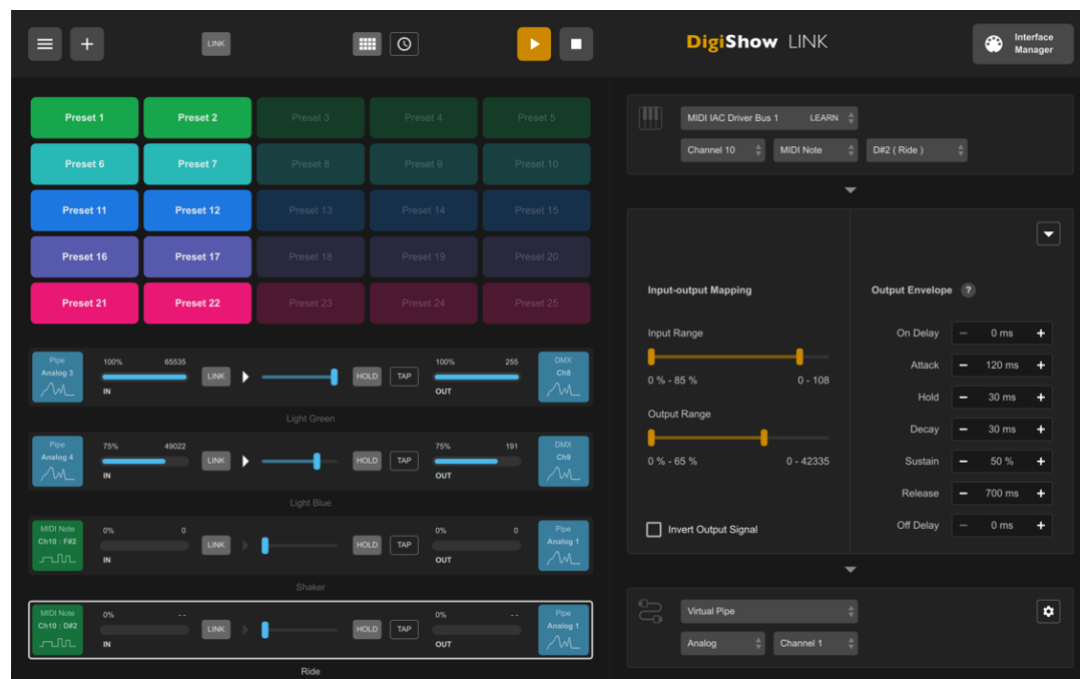 LINK
DigiShow LINK
Interface
Manager
Preset 1 Preset 2 Preset 3 Preset 4 Preset 5
Preset 6 Preset 7 Preset 8 Preset 9 Preset 10
Preset 11 Preset 12 Preset 13 Preset 14 Preset 15
Preset 16 Preset 17 Preset 18 Preset 19 Preset 20
Preset 21 Preset 22 Preset 23 Preset 24 Preset 25
Pipe
Analog 3
100% 65535
IN
LINK
HOLD TAP
100% 255
OUT
DMX
Ch8
Light Green
Pipe
Analog 4
75% 49022
IN
LINK
HOLD TAP
75% 191
OUT
DMX
Ch9
Light Blue
MIDI Note
Ch10 : F#2
0% 0
IN
LINK
HOLD TAP
0% 0
OUT
Pipe
Analog 1
Shaker
MIDI Note
Ch10 : D#2
0% --
IN
LINK
HOLD TAP
0% --
OUT
Pipe
Analog 1
Ride
MIDI IAC Driver Bus 1 LEARN
Channel 10 MIDI Note D#2 ( Ride )
Input-output Mapping
Input Range
0 % - 85 % 0 - 108
Output Range
0 % - 65 % 0 - 42335
Invert Output Signal
Output Envelope ?
On Delay − 0 ms +
Attack − 120 ms +
Hold − 30 ms +
Decay − 30 ms +
Sustain − 50 % +
Release − 700 ms +
Off Delay − 0 ms +
Virtual Pipe
Analog Channel 1